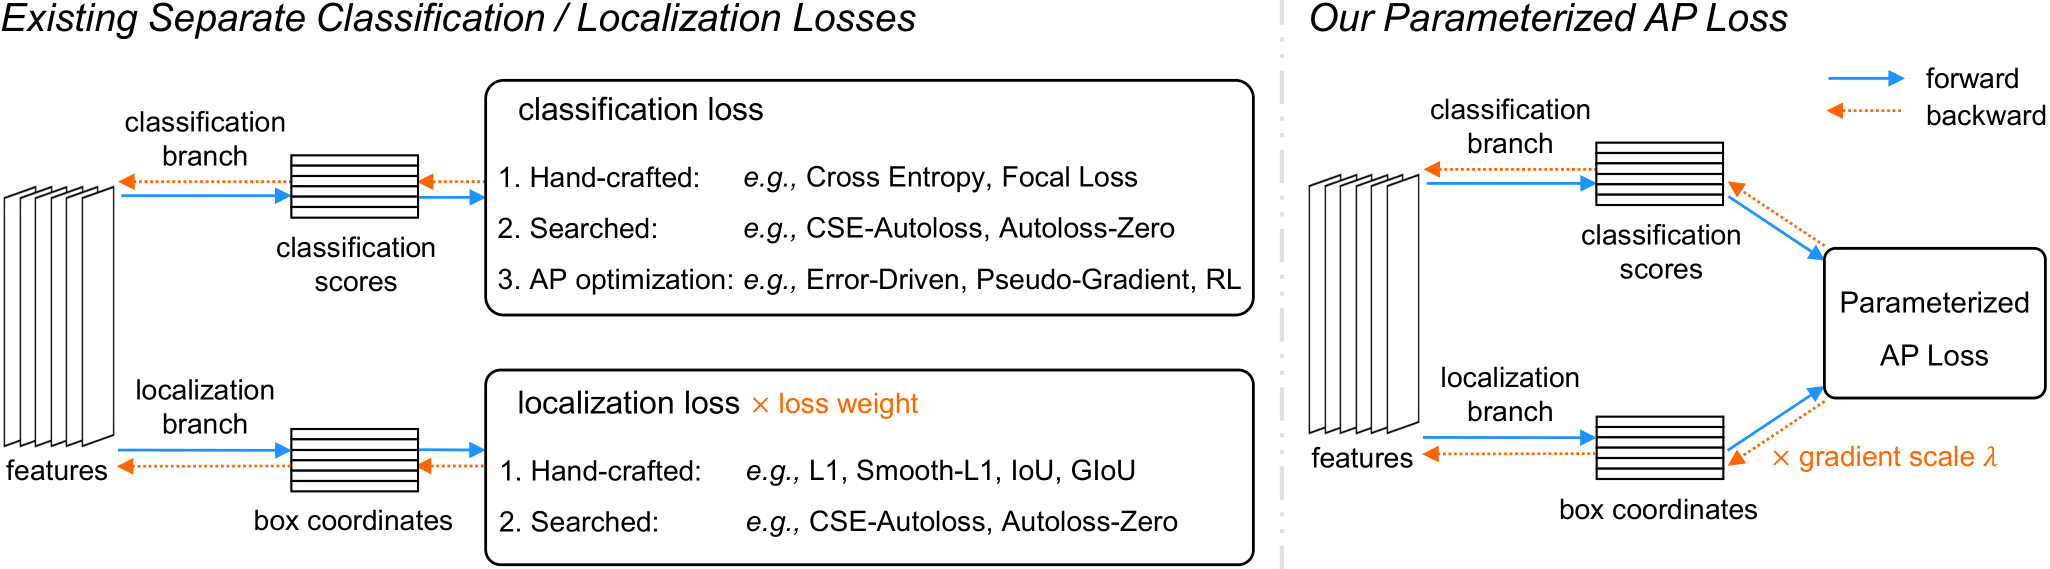 Existing Separate Classification / Localization Losses
classification
branch
classification
scores
features
localization
branch
box coordinates
classification loss
1. Hand-crafted: e.g., Cross Entropy, Focal Loss
2. Searched: e.g., CSE-Autoloss, Autoloss-Zero
3. AP optimization: e.g., Error-Driven, Pseudo-Gradient, RL
localization loss × loss weight
1. Hand-crafted: e.g., L1, Smooth-L1, IoU, GIoU
2. Searched: e.g., CSE-Autoloss, Autoloss-Zero
Our Parameterized AP Loss
forward
backward
classification
branch
classification
scores
Parameterized
AP Loss
localization
branch
features
× gradient scale λ
box coordinates